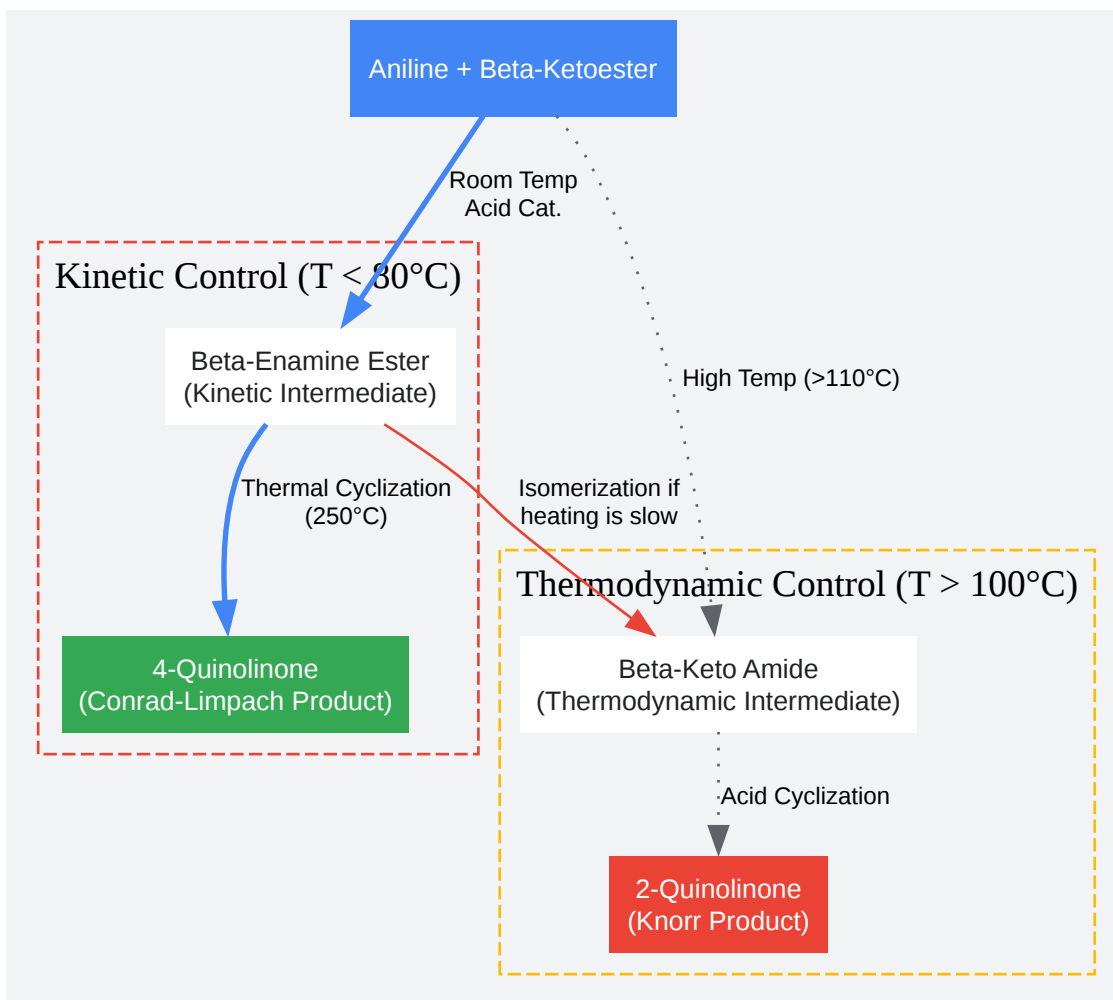 Aniline + Beta-Ketoester
Room Temp
Acid Cat.
Kinetic Control (T < 80°C)
Beta-Enamine Ester
(Kinetic Intermediate)
High Temp (>110°C)
Thermal Cyclization
(250°C)
Isomerization if
heating is slow
Thermodynamic Control (T > 100°C)
4-Quinolinone
(Conrad-Limpach Product)
Beta-Keto Amide
(Thermodynamic Intermediate)
Acid Cyclization
2-Quinolinone
(Knorr Product)